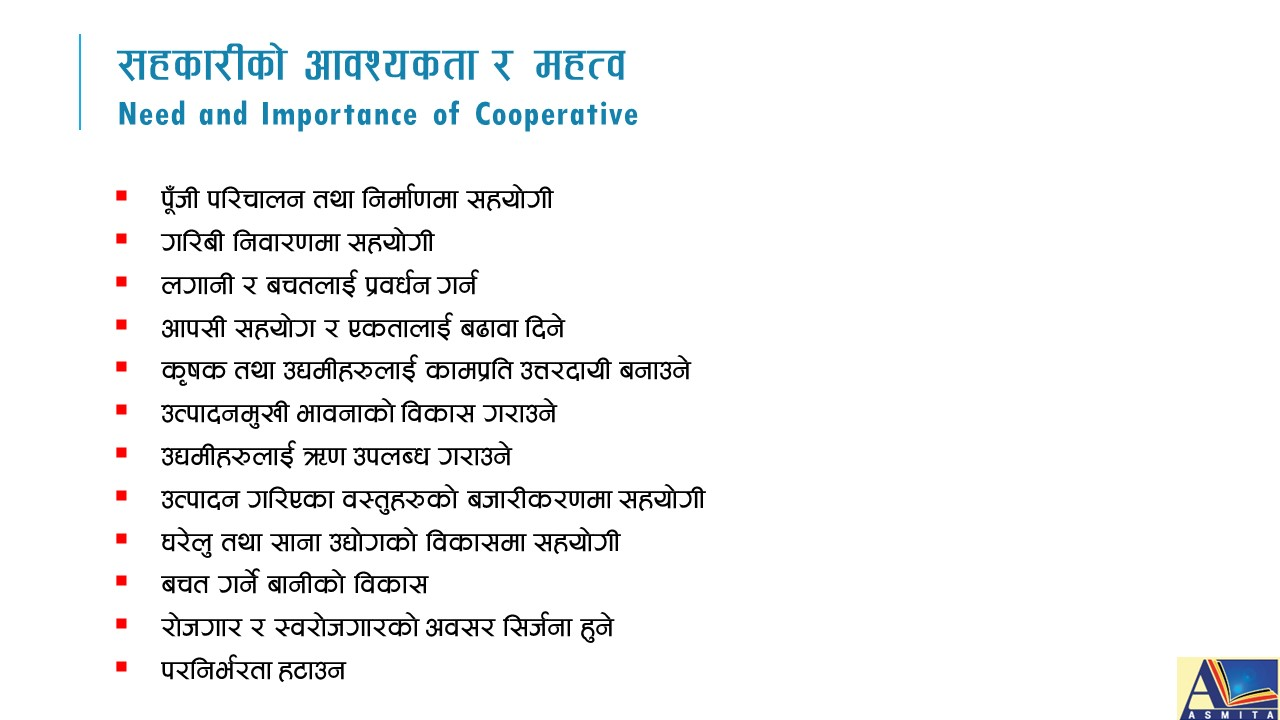 सहकारीको आवश्यकता र महत्व
Need and Importance of Cooperative
▪ पूँजी परिचालन तथा निर्माणमा सहयोगी
▪ गरिबी निवारणमा सहयोगी
▪ लगानी र बचतलाई प्रवर्धन गर्न
▪ आपसी सहयोग र एकतालाई बढावा दिने
▪ कृषक तथा उद्यमीहरुलाई कामप्रति उत्तरदायी बनाउने
▪ उत्पादनमुखी भावनाको विकास गराउने
▪ उद्यमीहरुलाई ऋण उपलब्ध गराउने
▪ उत्पादन गरिएका वस्तुहरुको बजारीकरणमा सहयोगी
▪ घरेलु तथा साना उद्योगको विकासमा सहयोगी
▪ बचत गर्ने बानीको विकास
▪ रोजगार र स्वरोजगारको अवसर सिर्जना हुने
▪ परनिर्भरता हटाउन
ASMITA